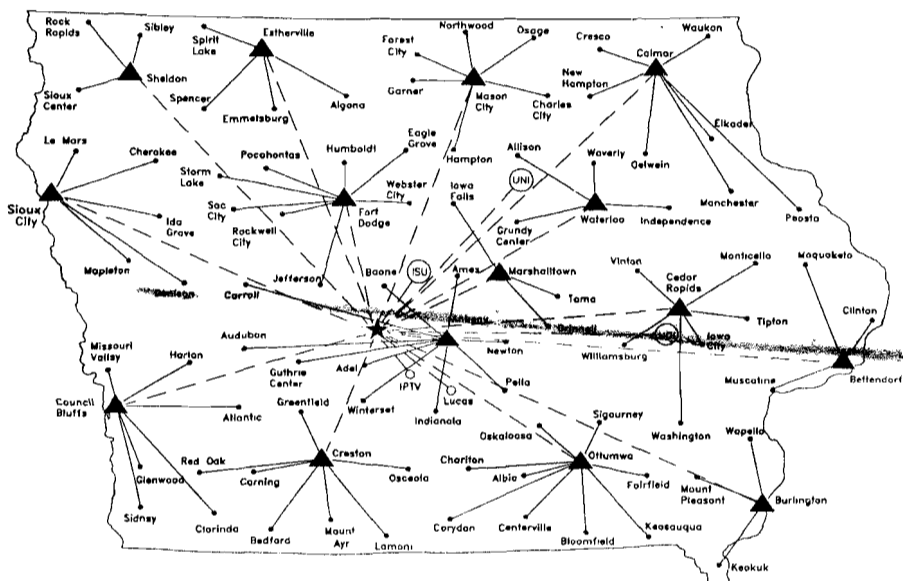 Rock
Rapids
Sibley
Spirit
Lake
Estherville
Northwood
Forest
City
Osage
Cresco
Waukon
Calmar
Sheldon
Sioux
Center
Spencer
Emmetsburg
Algona
Garner
Mason
City
Charles
City
New
Hampton
Elkader
Le Mars
Cherokee
Storm
Lake
Pocahontas
Humboldt
Eagle
Grove
Hampton
Allison
Waverly
Oelwein
Manchester
Peosta
Sioux
City
Sac
City
Rockwell
City
Fort
Dodge
Webster
City
Iowa
Falls
UNI
Grundy
Center
Waterloo
Independence
Ida
Grove
Mapleton
Denison
Carroll
Jefferson
Boone
ISU
Ames
Marshalltown
Tama
Vinton
Cedar
Rapids
Monticello
Maquoketa
Tipton
Clinton
Grinnell
Iowa
City
Williamsburg
Bettendorf
Muscatine
Missouri
Valley
Harlan
Audubon
Guthrie
Center
Adel
IPTV
Lucas
Newton
Pella
Council
Bluffs
Atlantic
Greenfield
Winterset
Indianola
Oskaloosa
Sigourney
Washington
Wapello
Glenwood
Sidney
Clarinda
Red Oak
Corning
Creston
Osceola
Chariton
Albia
Ottumwa
Fairfield
Mount
Pleasant
Burlington
Bedford
Mount
Ayr
Lamoni
Corydon
Centerville
Bloomfield
Keosauqua
Keokuk